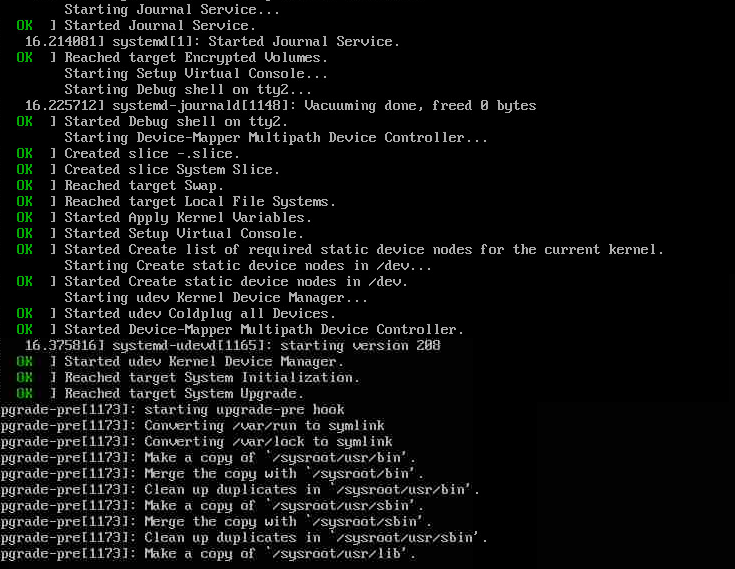 Starting Journal Service...
OK ] Started Journal Service.
16.214081] systemd[1]: Started Journal Service.
OK ] Reached target Encrypted Volumes.
Starting Setup Virtual Console...
Starting Debug shell on tty2...
16.225712] systemd-journald[1148]: Vacuuming done, freed 0 bytes
OK ] Started Debug shell on tty2.
Starting Device-Mapper Multipath Device Controller...
OK ] Created slice -.slice.
OK ] Created slice System Slice.
OK ] Reached target Swap.
OK ] Reached target Local File Systems.
OK ] Started Apply Kernel Variables.
OK ] Started Setup Virtual Console.
OK ] Started Create list of required static device nodes for the current kernel.
Starting Create static device nodes in /dev...
OK ] Started Create static device nodes in /dev.
Starting udev Kernel Device Manager...
OK ] Started udev Coldplug all Devices.
OK ] Started Device-Mapper Multipath Device Controller.
16.375816] systemd-udevd[1165]: starting version 208
OK ] Started udev Kernel Device Manager.
OK ] Reached target System Initialization.
OK ] Reached target System Upgrade.
pgrade-pre[1173]: starting upgrade-pre hook
pgrade-pre[1173]: Converting /var/run to symlink
pgrade-pre[1173]: Converting /var/lock to symlink
pgrade-pre[1173]: Make a copy of `/sysroot/usr/bin'.
pgrade-pre[1173]: Merge the copy with `/sysroot/bin'.
pgrade-pre[1173]: Clean up duplicates in `/sysroot/usr/bin'.
pgrade-pre[1173]: Make a copy of `/sysroot/usr/sbin'.
pgrade-pre[1173]: Merge the copy with `/sysroot/sbin'.
pgrade-pre[1173]: Clean up duplicates in `/sysroot/usr/sbin'.
pgrade-pre[1173]: Make a copy of `/sysroot/usr/lib'.